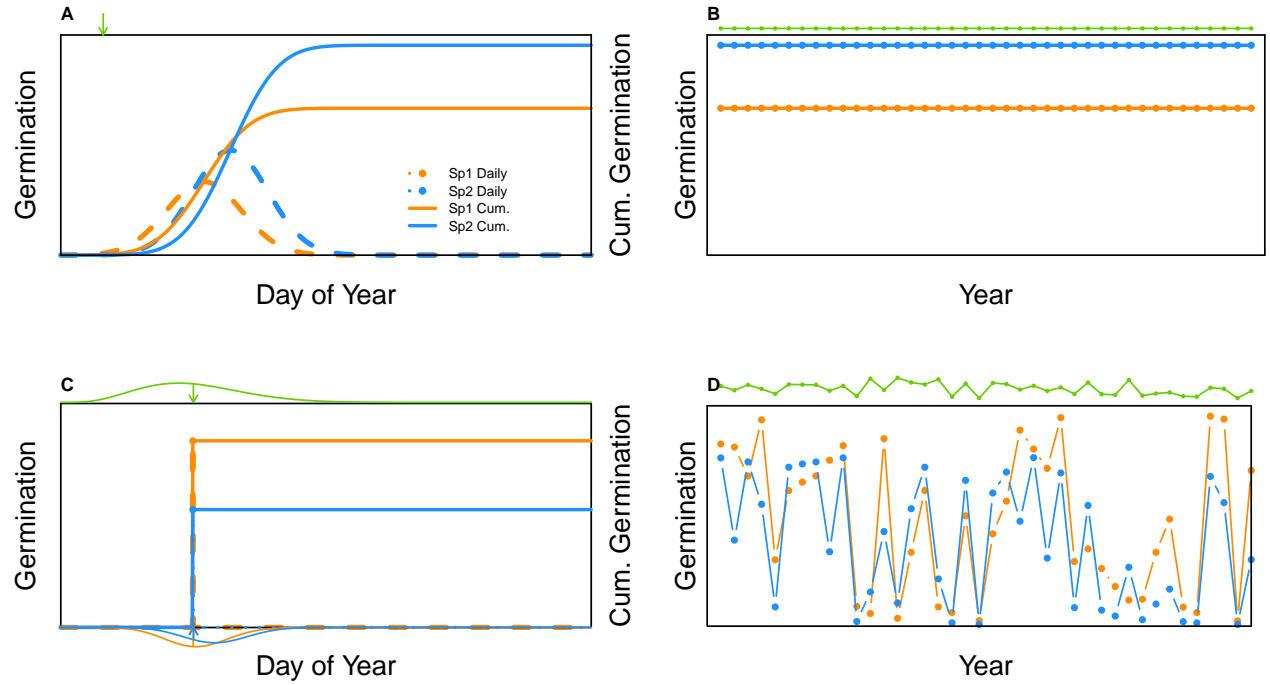 A
Germination
Cum. Germination
Sp1 Daily
Sp2 Daily
Sp1 Cum.
Sp2 Cum.
Day of Year
B
Germination
Year
C
Germination
Cum. Germination
Day of Year
D
Germination
Year